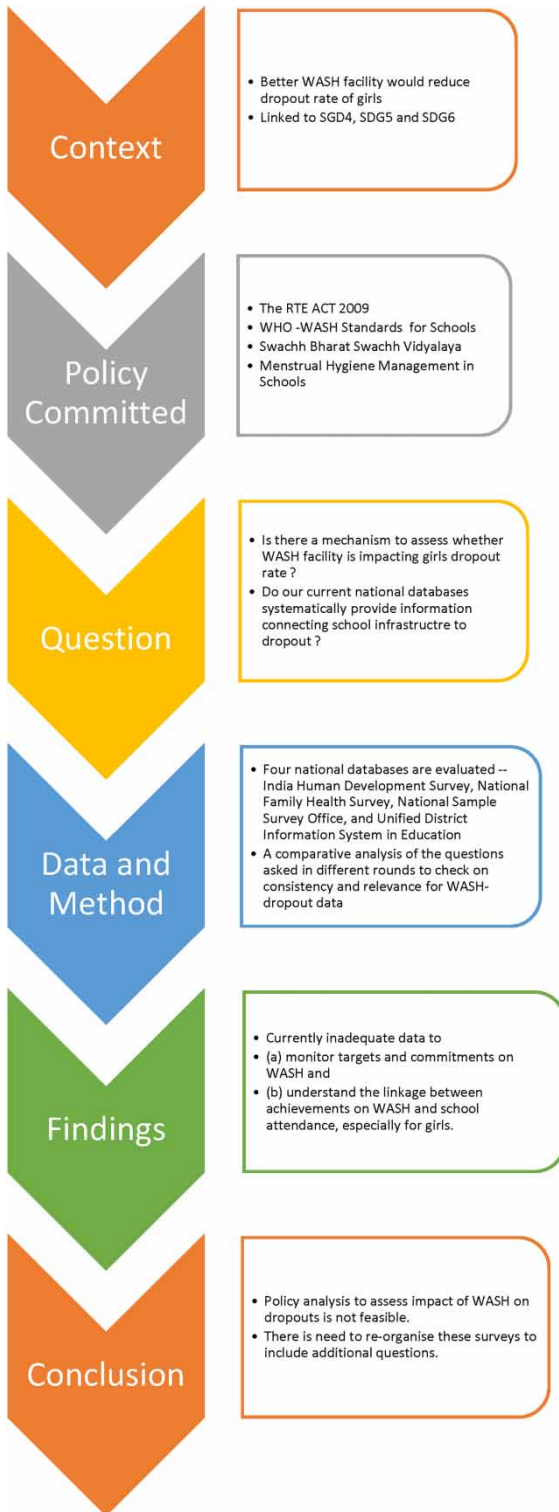 Context
• Better WASH facility would reduce
dropout rate of girls
• Linked to SGD4, SDG5 and SDG6
Policy
Committed
• The RTE ACT 2009
• WHO -WASH Standards for Schools
• Swachh Bharat Swachh Vidyalaya
• Menstrual Hygiene Management in
Schools
Question
• Is there a mechanism to assess whether
WASH facility is impacting girls dropout
rate ?
• Do our current national databases
systematically provide information
connecting school infrastructre to
dropout ?
Data and
Method
• Four national databases are evaluated --
India Human Development Survey, National
Family Health Survey, National Sample
Survey Office, and Unified District
Information System in Education
• A comparative analysis of the questions
asked in different rounds to check on
consistency and relevance for WASH-
dropout data
Findings
• Currently inadequate data to
• (a) monitor targets and commitments on
WASH and
• (b) understand the linkage between
achievements on WASH and school
attendance, especially for girls.
Conclusion
• Policy analysis to assess impact of WASH on
dropouts is not feasible.
• There is need to re-organise these surveys to
include additional questions.